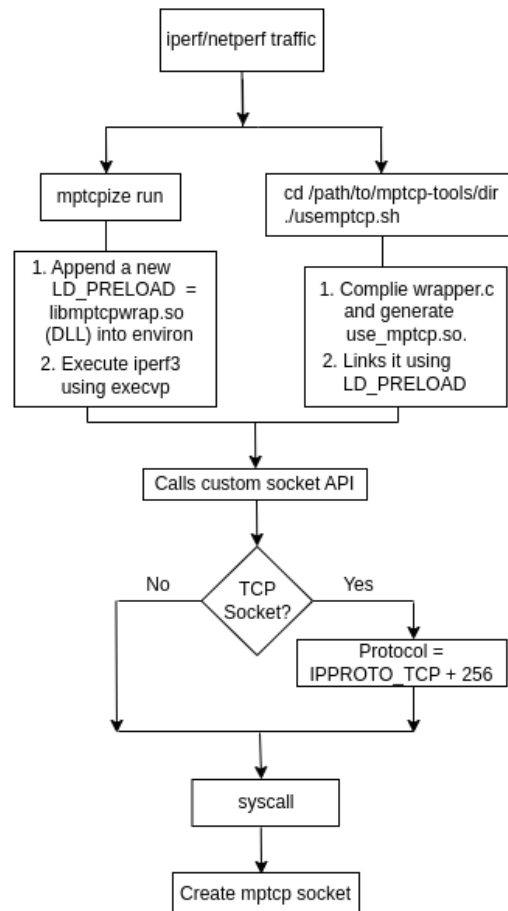 iperf/netperf traffic
mptcpize run
cd /path/to/mptcp-tools/dir
./usemptcp.sh
1. Append a new
LD_PRELOAD =
libmptcpwrap.so
(DLL) into environ
2. Execute iperf3
using execvp
1. Complie wrapper.c
and generate
use_mptcp.so.
2. Links it using
LD_PRELOAD
Calls custom socket API
TCP
Socket?
No
Yes
Protocol =
IPPROTO_TCP + 256
syscall
Create mptcp socket